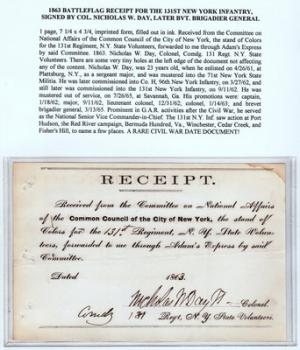 1863 BATTLEFLAG RECEIPT FOR THE 131ST NEW YORK INFANTRY,
SIGNED BY COL. NICHOLAS W. DAY, LATER BVT. BRIGADIER GENERAL.
1 page, 7 1/4 x 4 3/4, imprinted form, filled out in ink. Received from the Committee on
National Affairs of the Common Council of the City of New York, the stand of Colors
for the 131st Regiment, N.Y. State Volunteers, forwarded to me through Adam's Express by
said Committee. 1863. Nicholas W. Day, Colonel, Comdg. 131 Regt. N.Y. State
Volunteers. There are some very tiny holes at the left edge of the document not affecting
any of the content. Nicholas W. Day, was 23 years old, when he enlisted on 4/26/61, at
Plattsburg, N.Y., as a sergeant major, and was mustered into the 71st New York State
Militia. He was later commissioned into Co. H, 96th New York, on 3/27/62, and
still later was commissioned into the 131st New York Infantry, on 9/11/62. He was
mustered out of service, on 7/26/65, at Savannah, Ga. His promotions were: captain,
1/18/62; major, 9/11/62; lieutenant colonel, 12/31/62; colonel, 1/14/63, and brevet
brigadier general, 3/13/65. Prominent in G.A.R. activities after the Civil War, he served
as the National Senior Vice Commander-in-Chief. The 131st N.Y. Inf. saw action at Port
Hudson, the Red River campaign, Bermuda Hundred, Va., Winchester, Cedar Creek, and
Fisher's Hill, to name a few places. A RARE CIVIL WAR DATE DOCUMENT!
RECEIPT.
Received from the Committee on National Affairs
of the Common Council of the City of New York, the stand of
Colors for the 131st Regiment, N. Y. State Volun-
teers, forwarded to me through Adam's Express by said
Committee.
Dated 1863.
Nicholas W Day Colonel
Comdg 131 Regt, N. Y. State Volunteers.